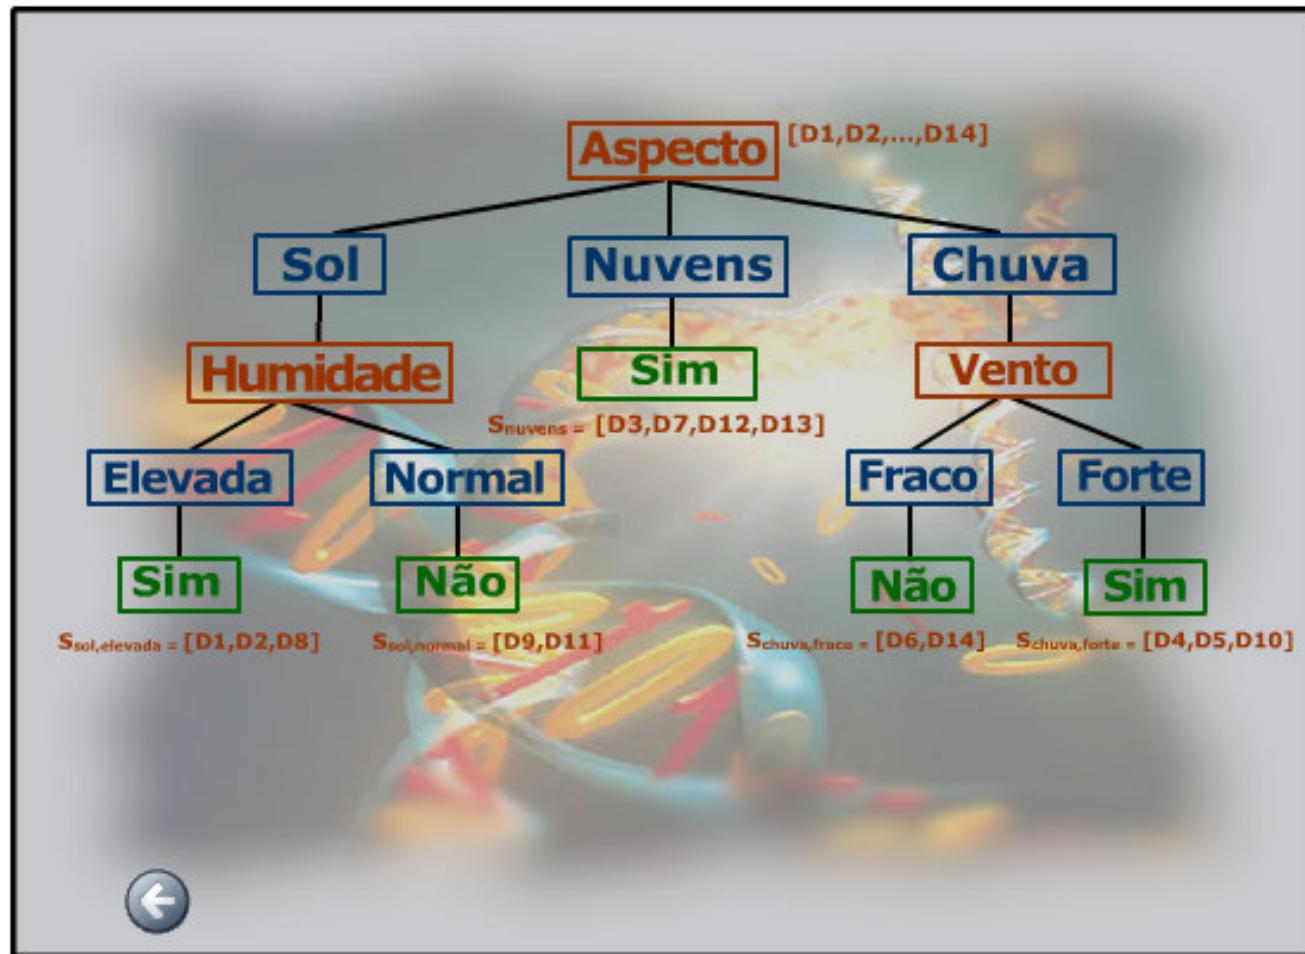 Aspecto [D1,D2,...,D14]
Sol Nuvens Chuva
Humidade Sim Vento
Snuvens = [D3,D7,D12,D13]
Elevada Normal Fraco Forte
Sim Não Não Sim
Ssol,elevada = [D1,D2,D8] Ssol,normal = [D9,D11] Schuva,fraco = [D6,D14] Schuva,forte = [D4,D5,D10]